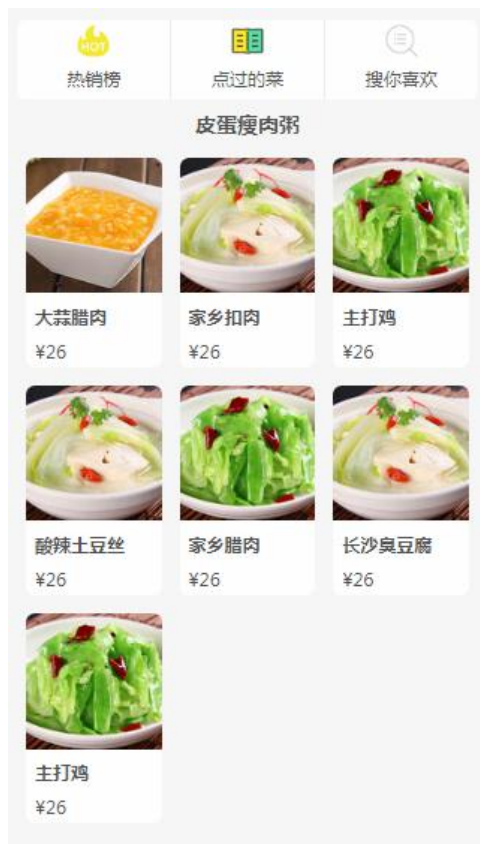 HOT
热销榜
点过的菜
搜你喜欢
皮蛋瘦肉粥
大蒜腊肉
家乡扣肉
主打鸡
¥26
¥26
¥26
酸辣土豆丝
家乡腊肉
长沙臭豆腐
¥26
¥26
¥26
主打鸡
¥26